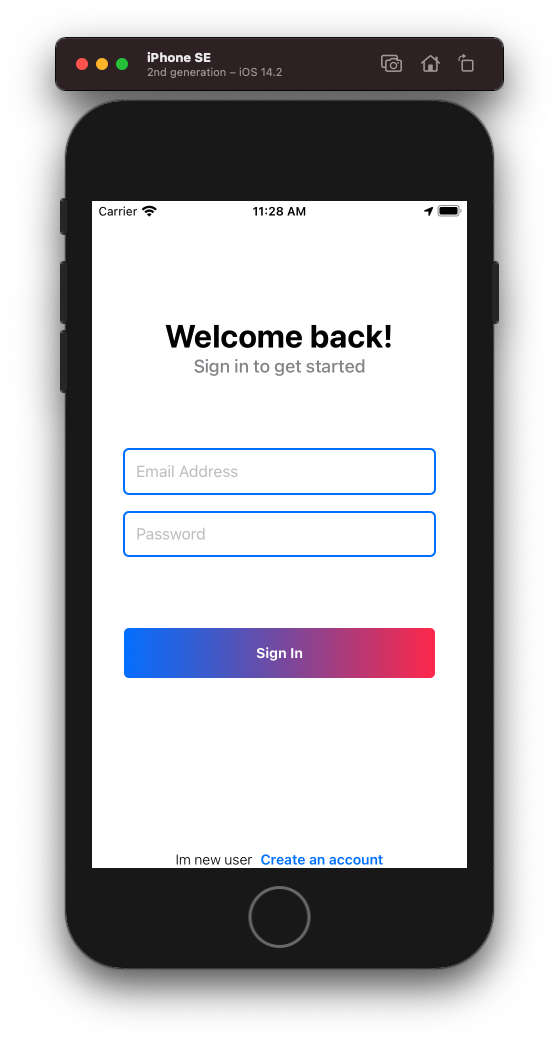 iPhone SE
2nd generation – iOS 14.2
Carrier 11:28 AM
Welcome back!
Sign in to get started
Email Address
Password
Sign In
Im new user Create an account